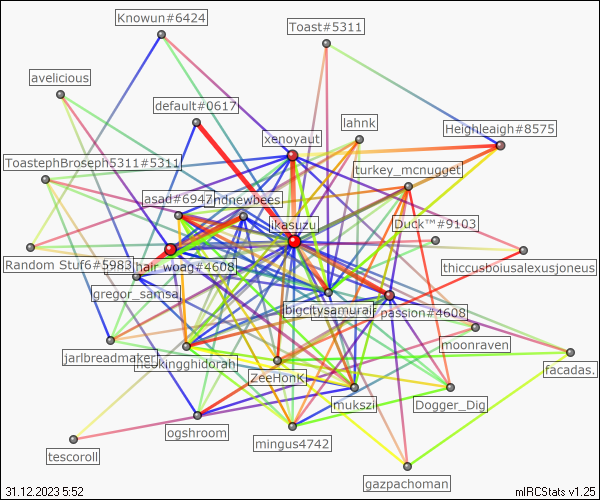 Knowun#6424
Toast#5311
avelicious
default#0617
lahnk
Heighleaigh#8575
xenoyaut
ToastephBroseph5311#5311
turkey_mcnugget
asad#6947
ndnewbees
ikasuzu
Duck™#9103
Random Stuf6#5983
hair woag#4608
thiccusboiusalexusjoneus
gregor_samsa
bigcitysamurai
passion#4608
moonraven
jarlbreadmaker
ghidorah
ZeeHonK
facadas.
mukszil
Dogger_Dig
ogshroom
mingus4742
tescoroll
gazpachoman
31.12.2023 5:52
mIRCStats v1.25